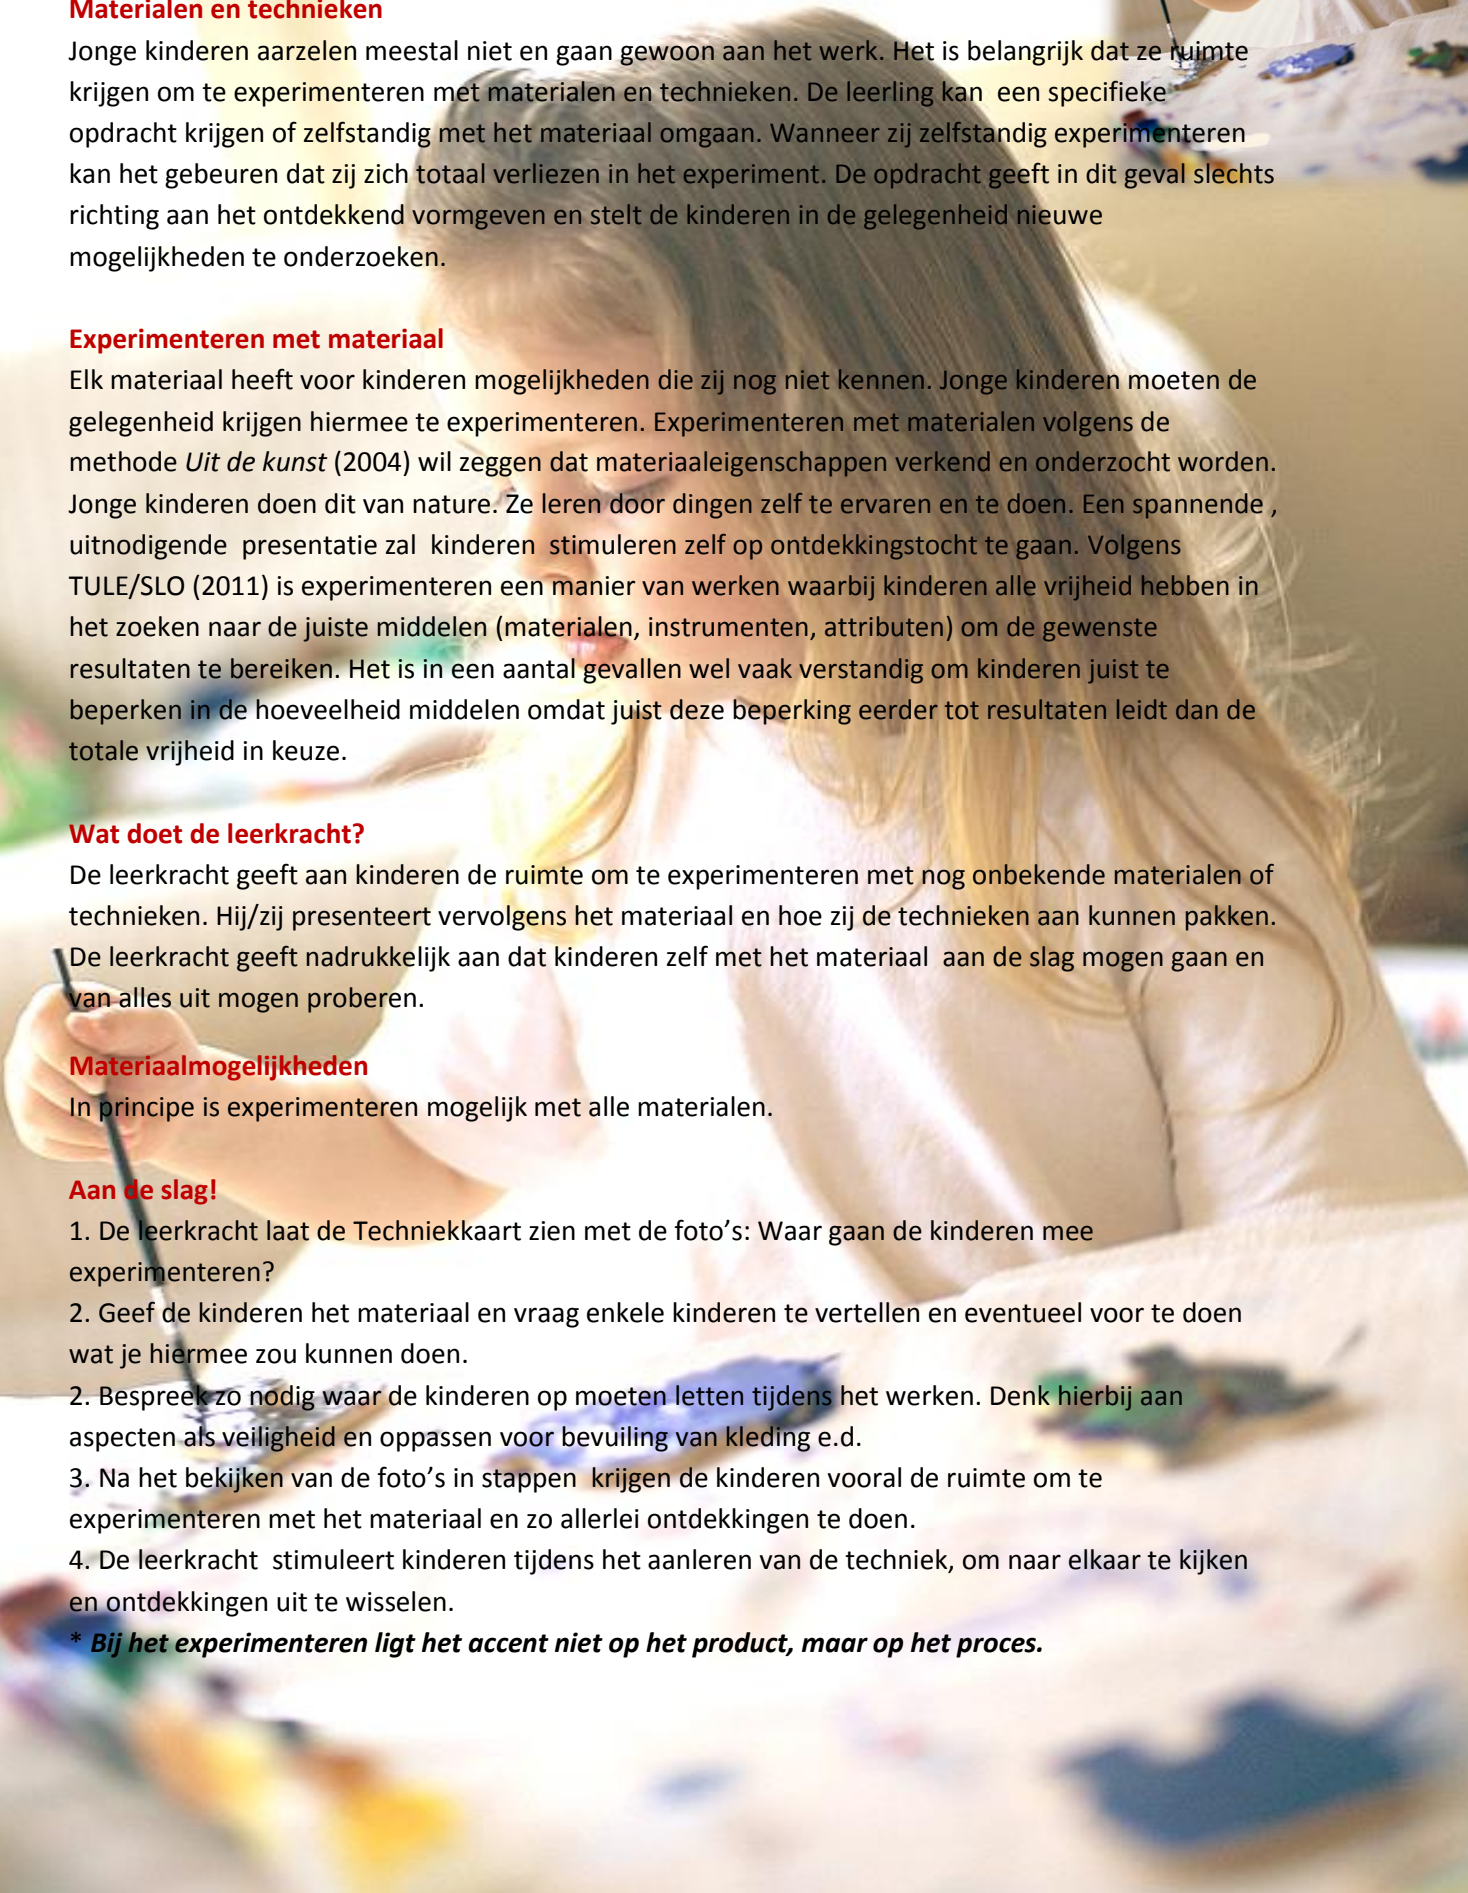 Materialen en technieken
Jonge kinderen aarzelen meestal niet en gaan gewoon aan het werk. Het is belangrijk dat ze ruimte
krijgen om te experimenteren met materialen en technieken. De leerling kan  een specifieke
opdracht krijgen of zelfstandig met het materiaal omgaan. Wanneer zij zelfstandig experimenteren
kan het gebeuren dat zij zich totaal verliezen in het experiment. De opdracht geeft in dit geval slechts
richting aan het ontdekkend vormgeven en stelt de kinderen in de gelegenheid nieuwe
mogelijkheden te onderzoeken.
Experimenteren met materiaal
Elk materiaal heeft voor kinderen mogelijkheden die zij nog niet kennen. Jonge kinderen moeten de
gelegenheid krijgen hiermee te experimenteren. Experimenteren met materialen volgens de
methode Uit de kunst (2004) wil zeggen dat materiaaleigenschappen verkend en onderzocht worden.
Jonge kinderen doen dit van nature. Ze leren door dingen zelf te ervaren en te doen. Een spannende ,
uitnodigende  presentatie zal  kinderen  stimuleren zelf op ontdekkingstocht te gaan. Volgens
TULE/SLO (2011) is experimenteren een manier van werken waarbij kinderen alle vrijheid hebben in
het zoeken naar de juiste middelen (materialen, instrumenten, attributen) om de gewenste
resultaten te bereiken. Het is in een aantal gevallen wel vaak verstandig om kinderen juist te
beperken in de hoeveelheid middelen omdat juist deze beperking eerder tot resultaten leidt dan de
totale vrijheid in keuze.
Wat doet de leerkracht?
De leerkracht geeft aan kinderen de ruimte om te experimenteren met nog onbekende materialen of
technieken. Hij/zij presenteert vervolgens het materiaal en hoe zij de technieken aan kunnen pakken.
De leerkracht geeft nadrukkelijk aan dat kinderen zelf met het materiaal  aan de slag mogen gaan en
van alles uit mogen proberen.
Materiaalmogelijkheden
In principe is experimenteren mogelijk met alle materialen.
Aan de slag!
1. De leerkracht laat de Techniekkaart zien met de foto’s: Waar gaan de kinderen mee
experimenteren?
2. Geef de kinderen het materiaal en vraag enkele kinderen te vertellen en eventueel voor te doen
wat je hiermee zou kunnen doen.
2. Bespreek zo nodig waar de kinderen op moeten letten tijdens het werken. Denk hierbij aan
aspecten als veiligheid en oppassen voor bevuiling van kleding e.d.
3. Na het bekijken van de foto’s in stappen  krijgen de kinderen vooral de ruimte om te
experimenteren met het materiaal en zo allerlei ontdekkingen te doen.
4. De leerkracht  stimuleert kinderen tijdens het aanleren van de techniek, om naar elkaar te kijken
en ontdekkingen uit te wisselen.
* Bij het experimenteren ligt het accent niet op het product, maar op het proces.